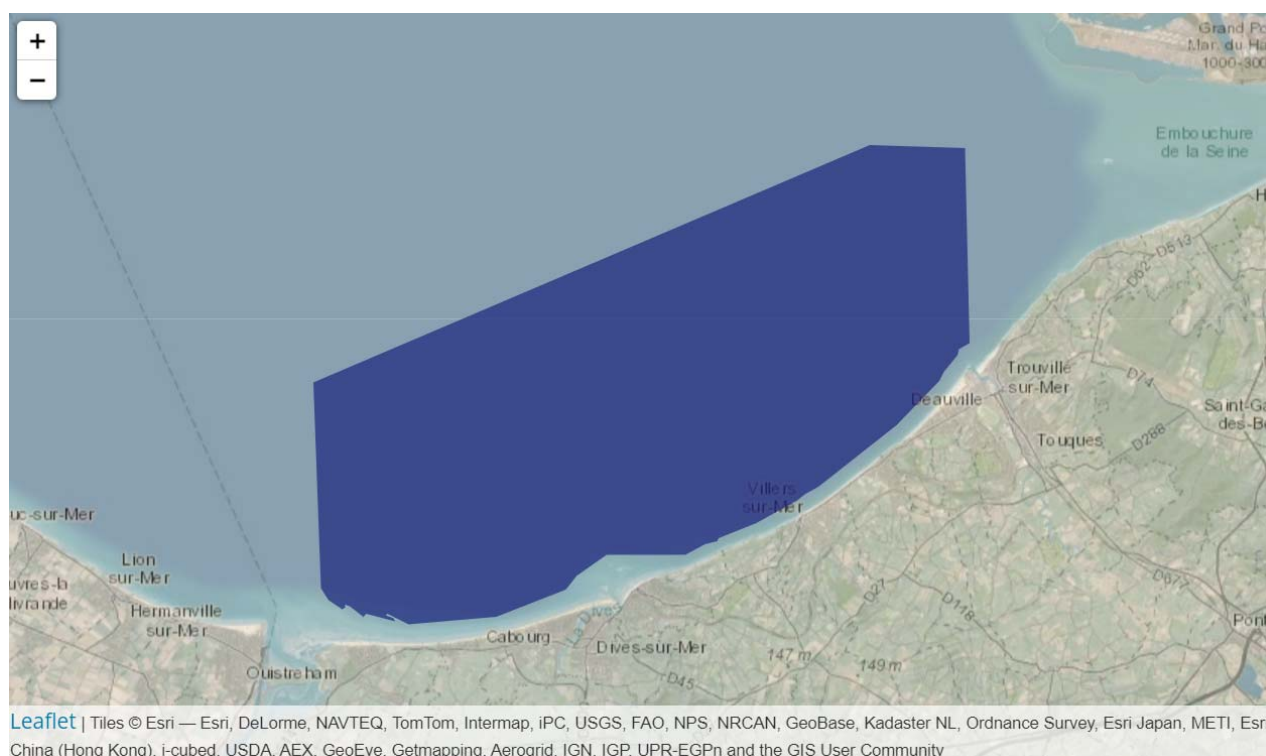 +
−
Grand Po
Mar. du Ha
1000-300
Embouchure
de la Seine
H
D513
D62
Trouville
sur-Mer
D74
Deauville
Saint-Ga
des-B
D288
Touques
Villers
sur-Mer
uc-sur-Mer
Lion
sur-Mer
uvres-la
livrande
D27
D677
D118
Hermanville
sur-Mer
Pont
Cabourg
Dives-sur-Mer
147 m
149 m
Ouistreham
D45
Leaflet | Tiles © Esri — Esri, DeLorme, NAVTEQ, TomTom, Intermap, iPC, USGS, FAO, NPS, NRCAN, GeoBase, Kadaster NL, Ordnance Survey, Esri Japan, METI, Esr
China (Hong Kong), i-cubed, USDA, AEX, GeoEye, Getmapping, Aerogrid, IGN, IGP, UPR-EGPn and the GIS User Community